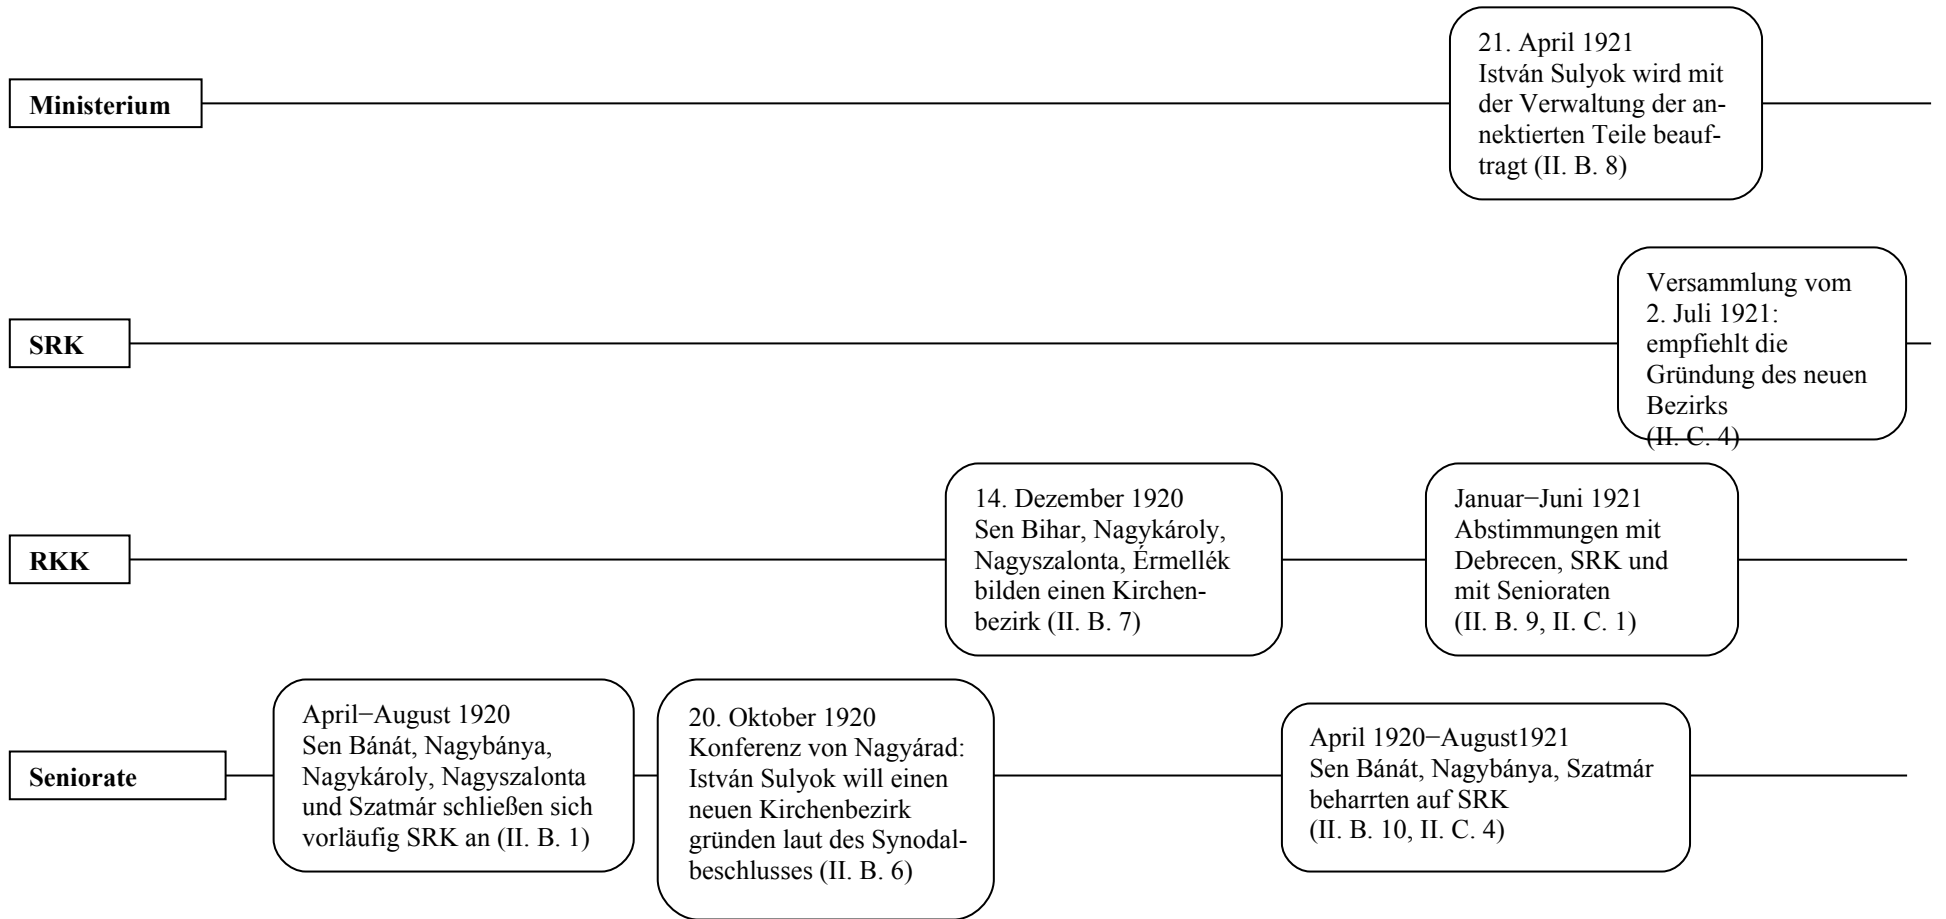 Ministerium
21. April 1921
István Sulyok wird mit
der Verwaltung der an-
nektierten Teile beauf-
tragt (II. B. 8)
SRK
Versammlung vom
2. Juli 1921:
empfiehlt die
Gründung des neuen
Bezirks
(II. C. 4)
RKK
14. Dezember 1920
Sen Bihar, Nagykároly,
Nagyszalonta, Érmellék
bilden einen Kirchen-
bezirk (II. B. 7)
Januar−Juni 1921
Abstimmungen mit
Debrecen, SRK und
mit Senioraten
(II. B. 9, II. C. 1)
Seniorate
April−August 1920
Sen Bánát, Nagybánya,
Nagykároly, Nagyszalonta
und Szatmár schließen sich
vorläufig SRK an (II. B. 1)
20. Oktober 1920
Konferenz von Nagyárad:
István Sulyok will einen
neuen Kirchenbezirk
gründen laut des Synodal-
beschlusses (II. B. 6)
April 1920−August1921
Sen Bánát, Nagybánya, Szatmár
beharrten auf SRK
(II. B. 10, II. C. 4)